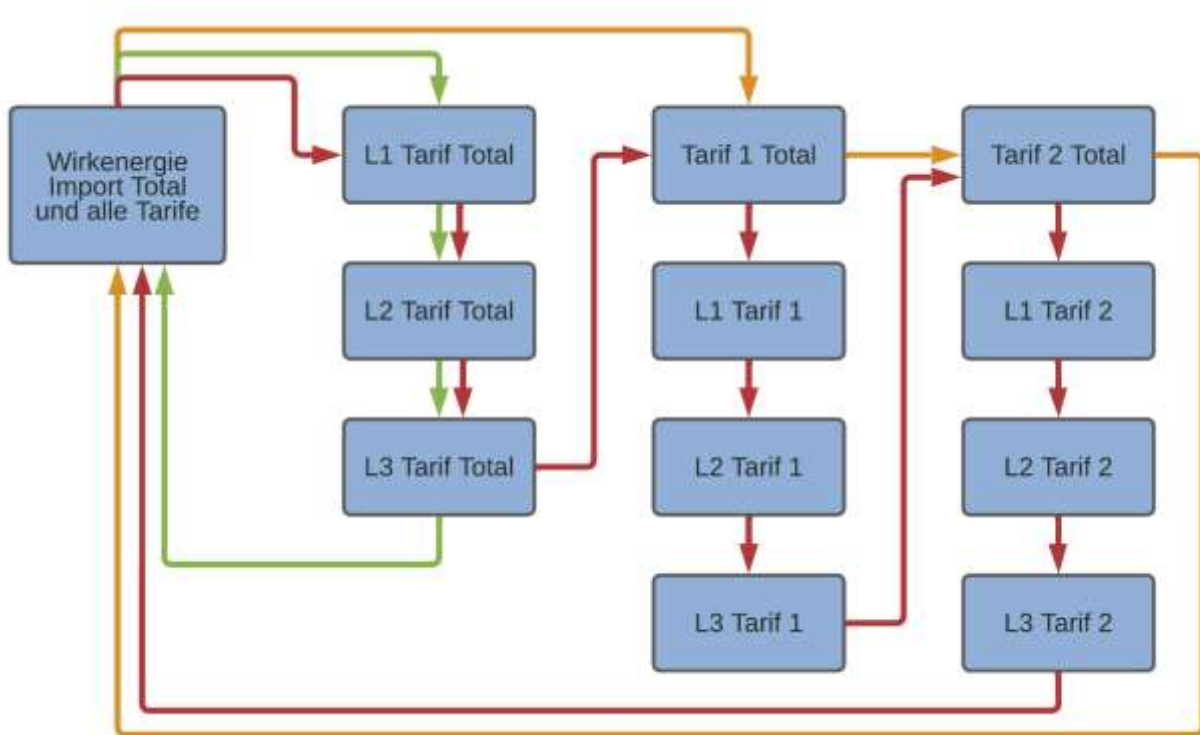 Wirkenergie
Import Total
und alle Tarife
L1 Tarif Total
L2 Tarif Total
L3 Tarif Total
Tarif 1 Total
L1 Tarif 1
L2 Tarif 1
L3 Tarif 1
Tarif 2 Total
L1 Tarif 2
L2 Tarif 2
L3 Tarif 2